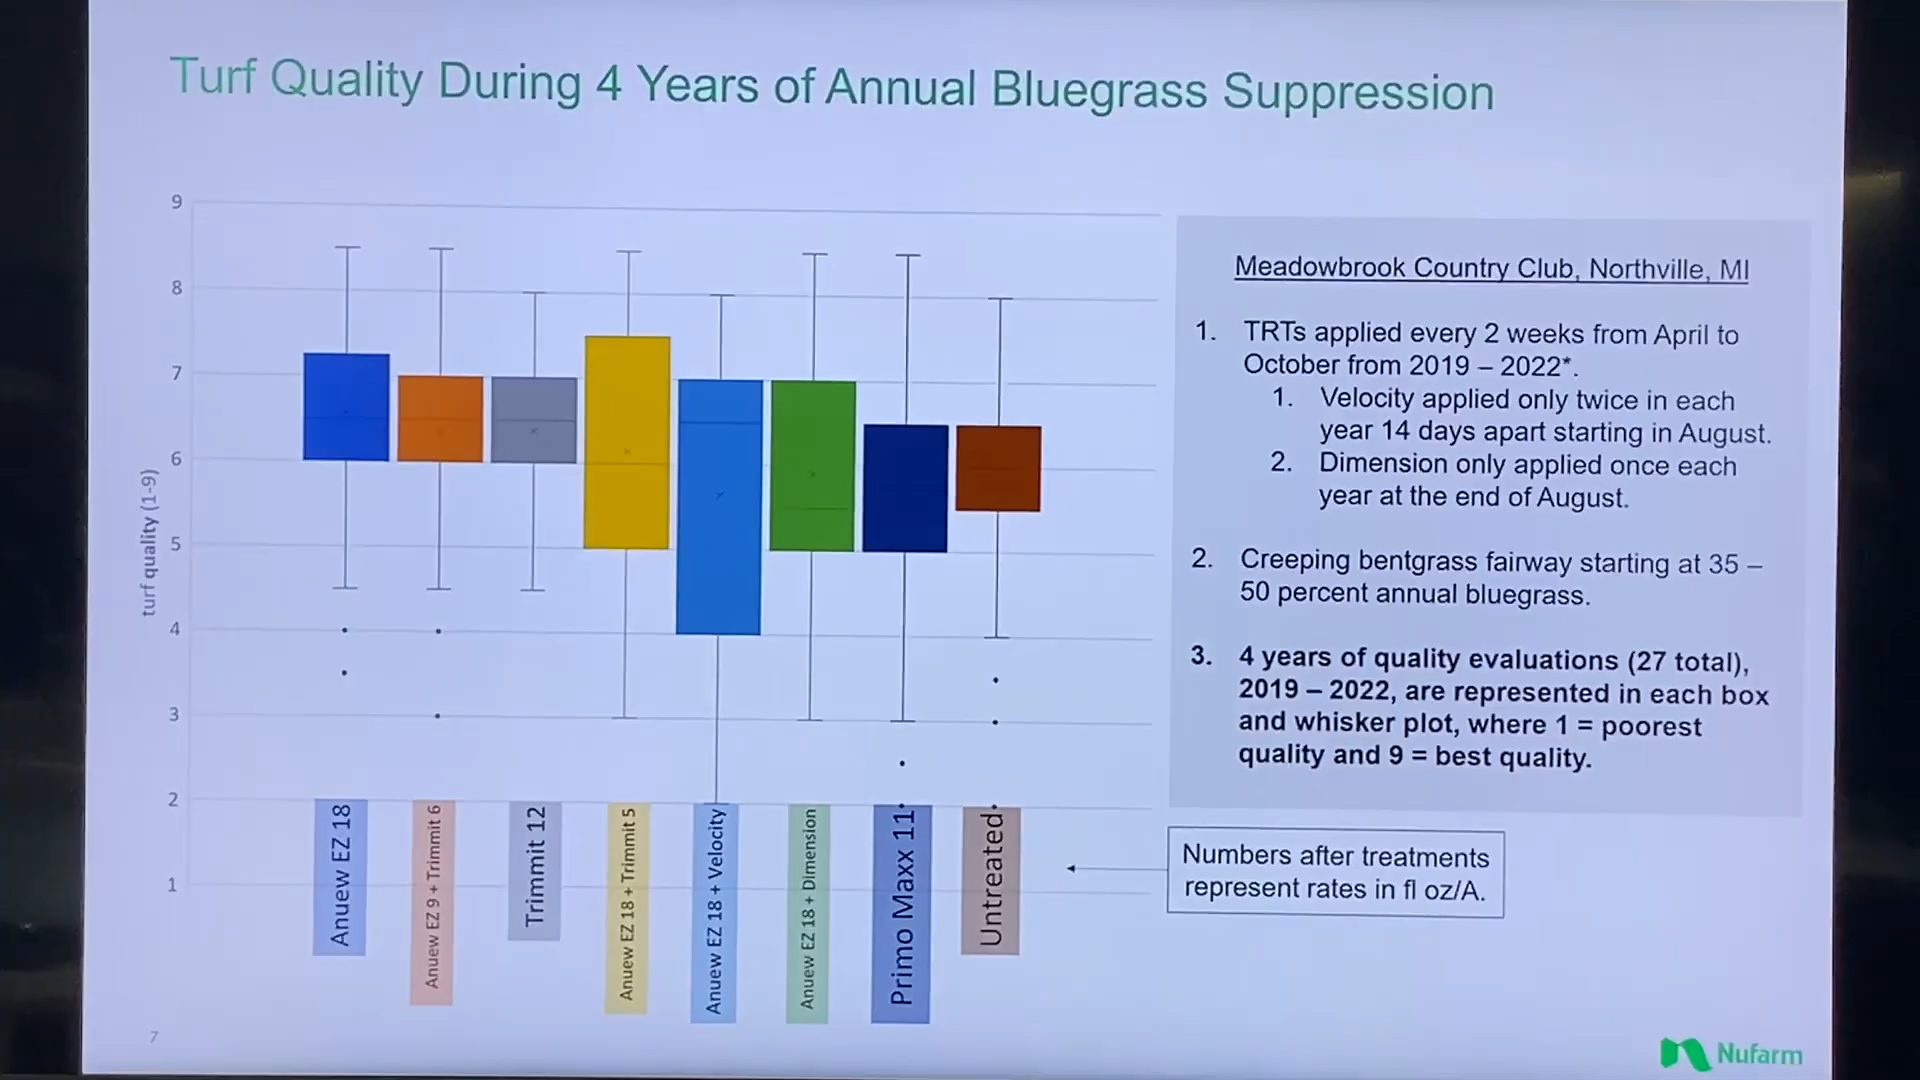 Turf Quality During 4 Years of Annual Bluegrass Suppression
9
8
7
6
5
4
3
2
1
turf quality (1-9)
Anuew EZ 18
Anuew EZ 9 + Trimmit 6
Trimmit 12
Anuew EZ 18 + Trimmit 5
Anuew EZ 18 + Velocity
Anuew EZ 18 + Dimension
Primo Maxx 11
Untreated
Meadowbrook Country Club, Northville, MI
1. TRTs applied every 2 weeks from April to
October from 2019 – 2022*.
1. Velocity applied only twice in each
year 14 days apart starting in August.
2. Dimension only applied once each
year at the end of August.
2. Creeping bentgrass fairway starting at 35 –
50 percent annual bluegrass.
3. 4 years of quality evaluations (27 total),
2019 – 2022, are represented in each box
and whisker plot, where 1 = poorest
quality and 9 = best quality.
Numbers after treatments
represent rates in fl oz/A.
7
Nufarm